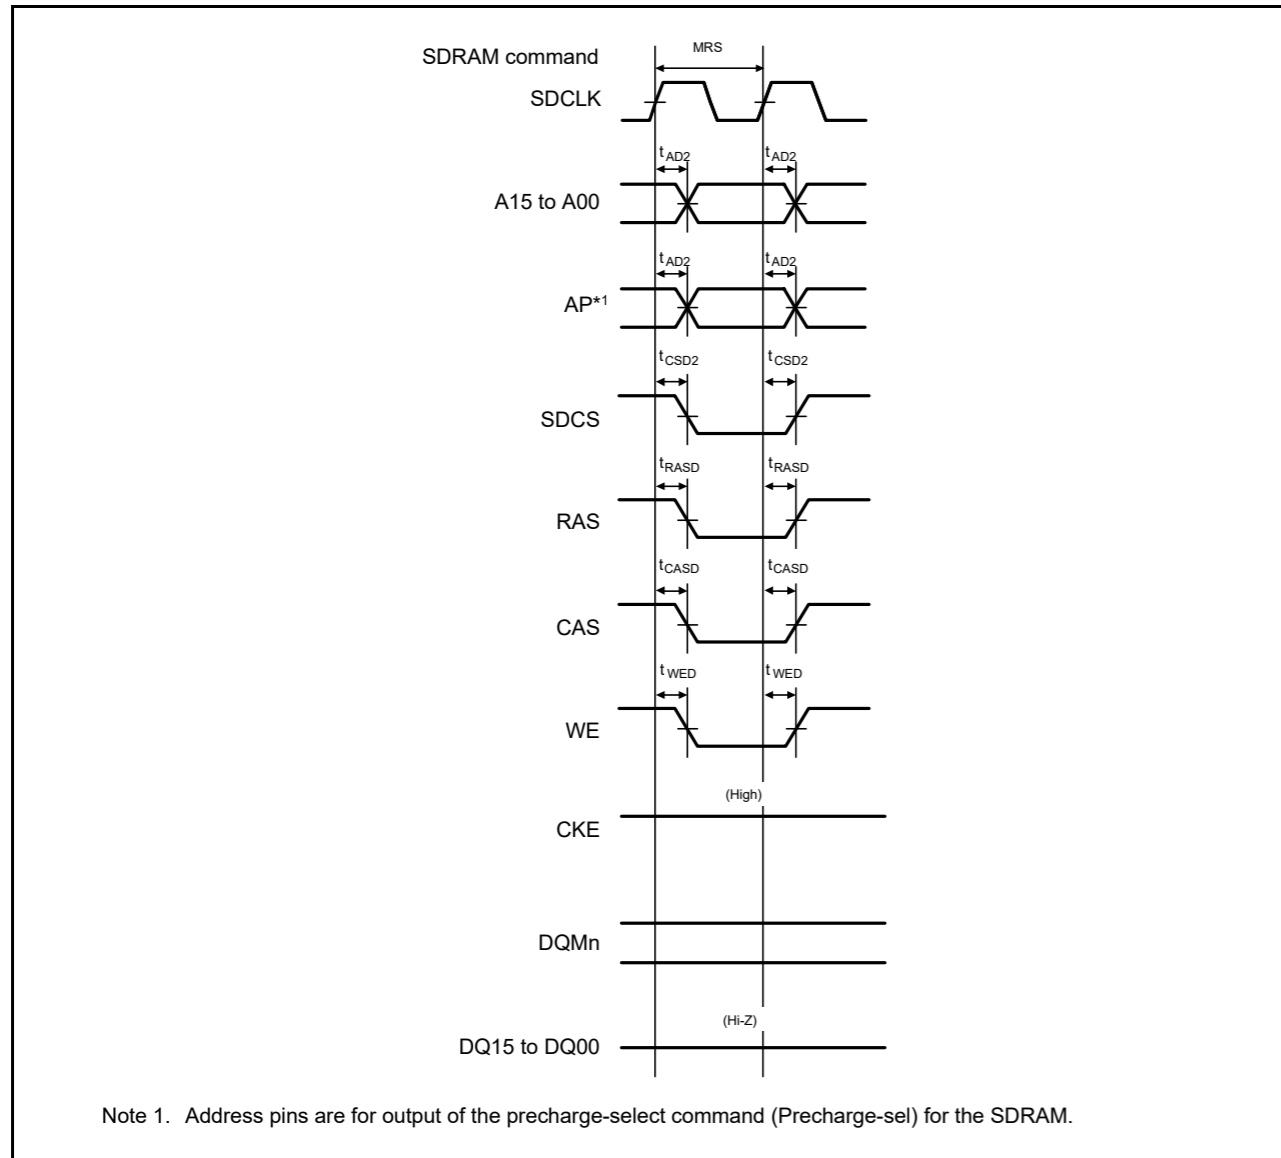 SDRAM command
MRS
SDCLK
tAD2 tAD2
A15 to A00
tAD2 tAD2
AP*1
tCSD2 tCSD2
SDCS
tRASD tRASD
RAS
tCASD tCASD
CAS
tWED tWED
WE
(High)
CKE
DQMn
(Hi-Z)
DQ15 to DQ00
Note 1. Address pins are for output of the precharge-select command (Precharge-sel) for the SDRAM.